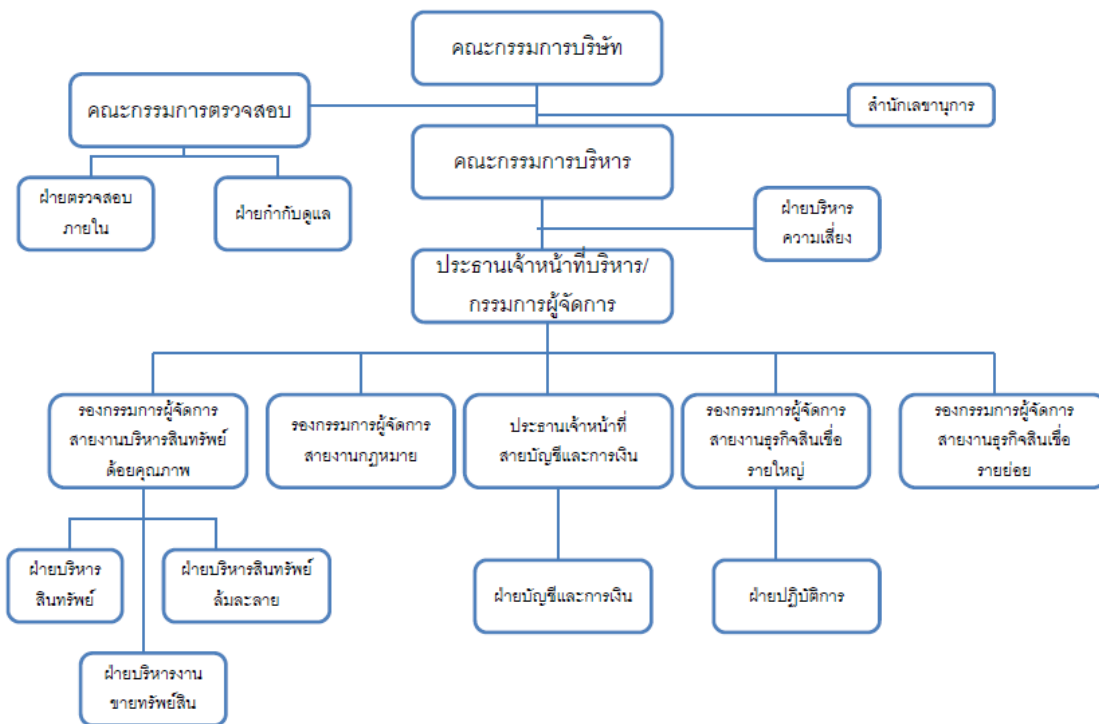 คณะกรรมการบริษัท
คณะกรรมการตรวจสอบ
สำนักเลขานุการ
คณะกรรมการบริหาร
ฝ่ายตรวจสอบ
ภายใน
ฝ่ายกำกับดูแล
ฝ่ายบริหาร
ความเสี่ยง
ประธานเจ้าหน้าที่บริหาร/
กรรมการผู้จัดการ
รองกรรมการผู้จัดการ
สายงานบริหารสินทรัพย์
ด้อยคุณภาพ
รองกรรมการผู้จัดการ
สายงานกฎหมาย
ประธานเจ้าหน้าที่
สายบัญชีและการเงิน
รองกรรมการผู้จัดการ
สายงานธุรกิจสินเชื่อ
รายใหญ่
รองกรรมการผู้จัดการ
สายงานธุรกิจสินเชื่อ
รายย่อย
ฝ่ายบริหาร
สินทรัพย์
ฝ่ายบริหารสินทรัพย์
ล้มละลาย
ฝ่ายบัญชีและการเงิน
ฝ่ายปฏิบัติการ
ฝ่ายบริหารงาน
ขายทรัพย์สิน